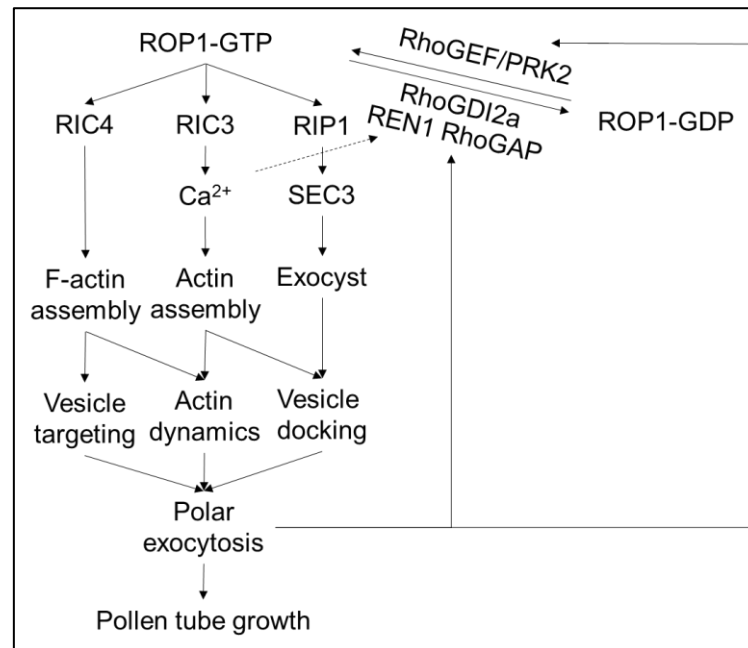 ROP1-GTP
RhoGEF/PRK2
RhoGDI2a
REN1 RhoGAP
ROP1-GDP
RIC4
RIC3
RIP1
Ca²⁺
SEC3
F-actin
assembly
Actin
assembly
Exocyst
Vesicle
targeting
Actin
dynamics
Vesicle
docking
Polar
exocytosis
Pollen tube growth